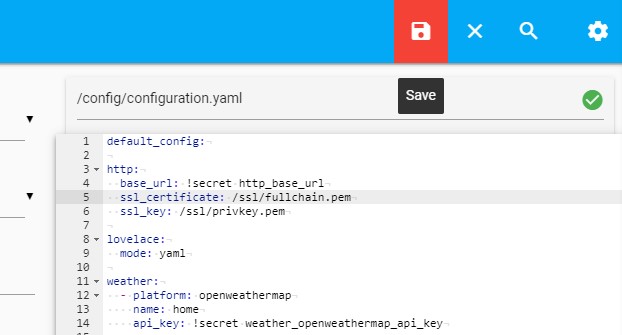 Save
/config/configuration.yaml
1 default_config:
2
3 http:
4   base_url: !secret http_base_url
5   ssl_certificate: /ssl/fullchain.pem
6   ssl_key: /ssl/privkey.pem
7
8 lovelace:
9   mode: yaml
10
11 weather:
12   - platform: openweathermap
13     name: home
14     api_key: !secret weather_openweathermap_api_key